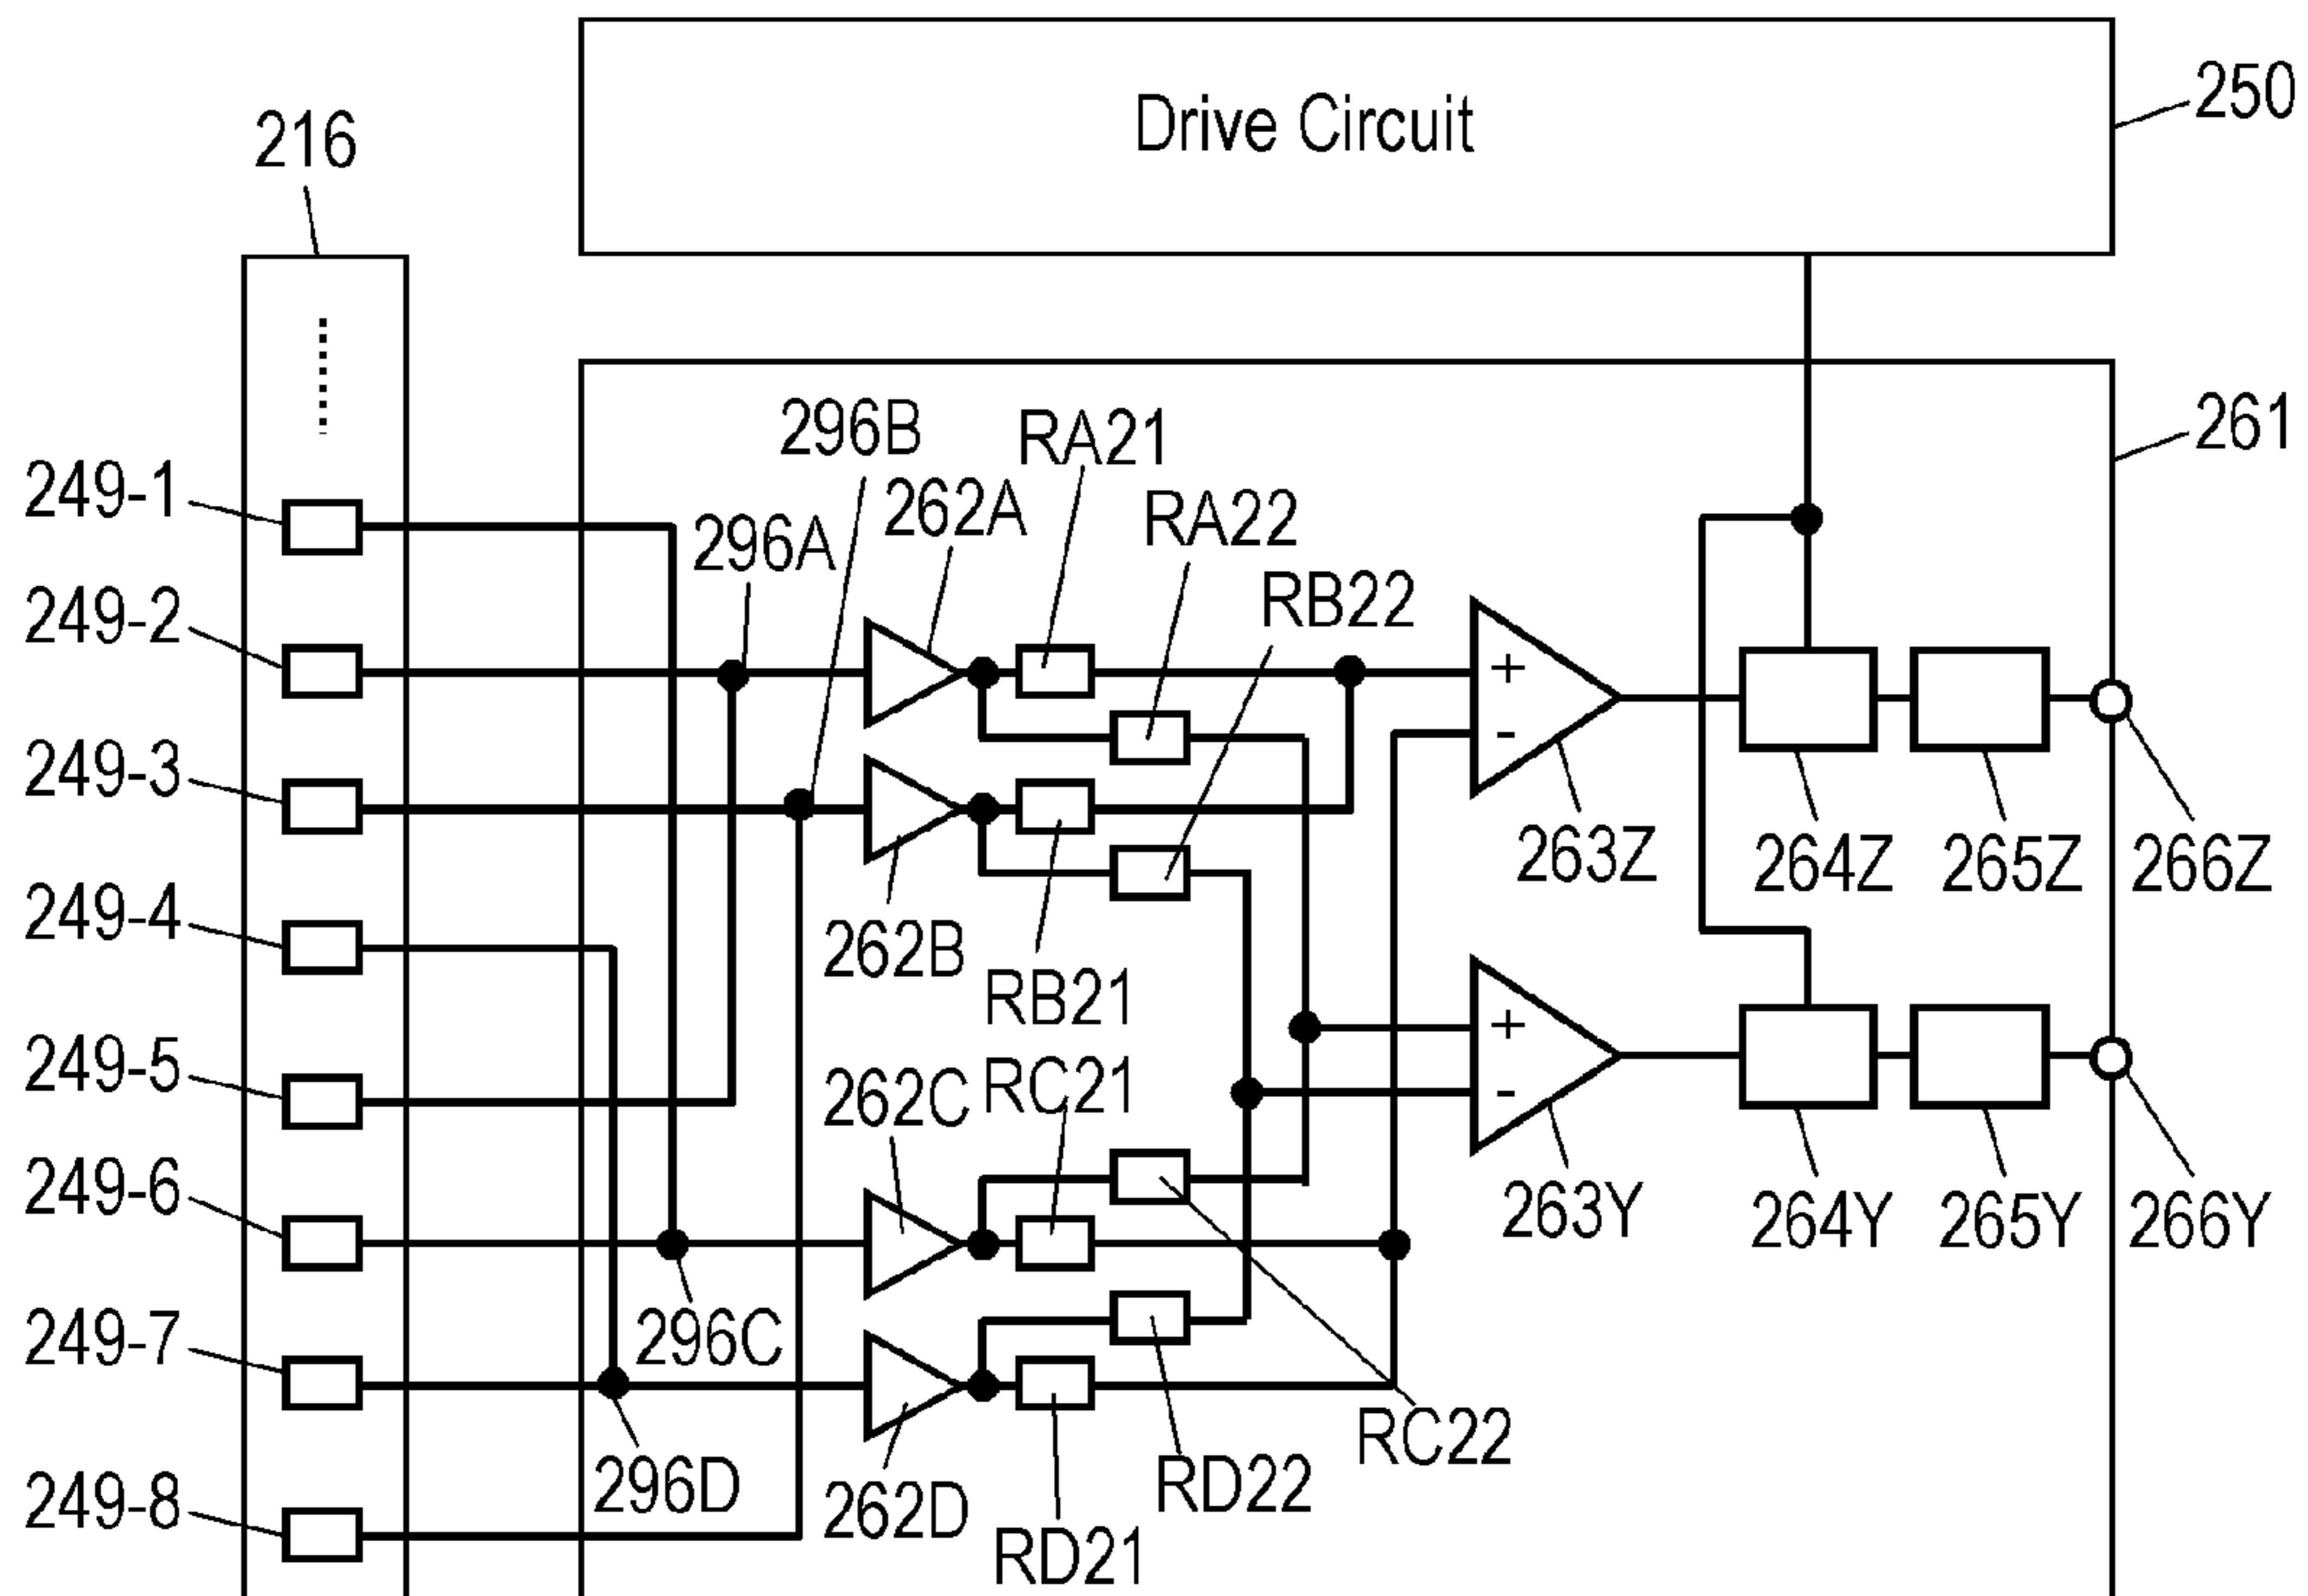 Drive Circuit
250
216
261
249-1
249-2
249-3
249-4
249-5
249-6
249-7
249-8
296B
RA21
262A
RA22
296A
RB22
+
-
263Z
264Z
265Z
266Z
262B
RB21
+
-
262C
RC21
263Y
264Y
265Y
266Y
296C
RC22
296D
262D
RD22
RD21